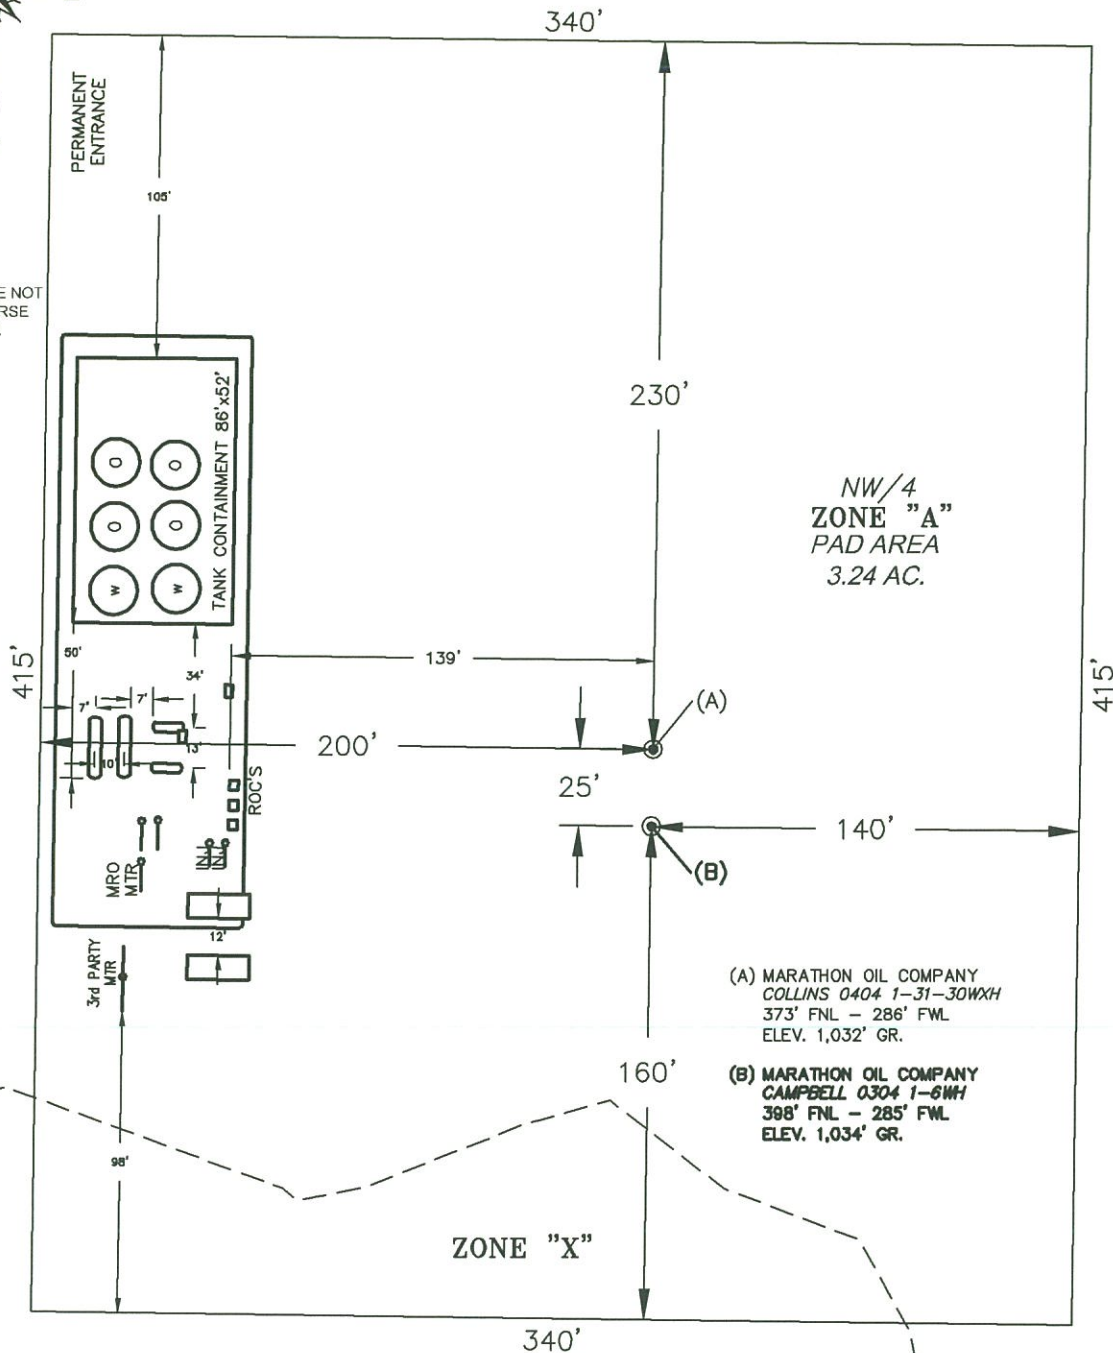 340'
PERMANENT
ENTRANCE
105'
E NOT
RSE
230'
TANK CONTAINMENT 86'x52'
O O
O O
W W
NW/4
ZONE "A"
PAD AREA
3.24 AC.
415'
415'
50'
34'
139'
7'
7'
(A)
200'
10'
25'
ROC'S
140'
(B)
MRO
MTR
12'
3rd PARTY
MTR
(A) MARATHON OIL COMPANY
COLLINS 0404 1-31-30WXH
373' FNL - 286' FWL
ELEV. 1,032' GR.
160'
(B) MARATHON OIL COMPANY
CAMPBELL 0304 1-6WH
398' FNL - 285' FWL
ELEV. 1,034' GR.
98'
ZONE "X"
340'